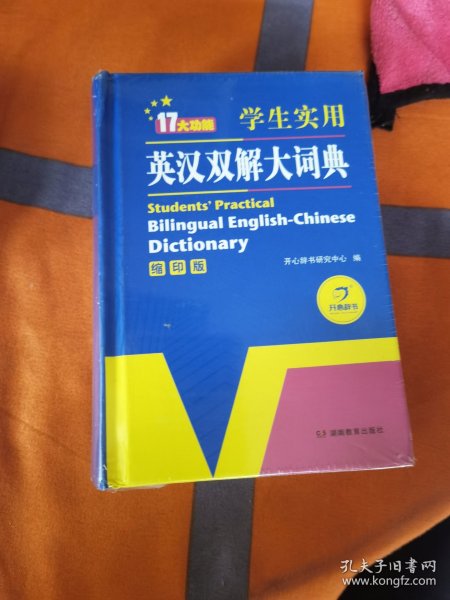 17大功能 学生实用
英汉双解大词典
Students' Practical
Bilingual English-Chinese
Dictionary
缩印版
开心辞书研究中心 编
开心辞书
湖南教育出版社
孔夫子旧书网
www.kongfz.com